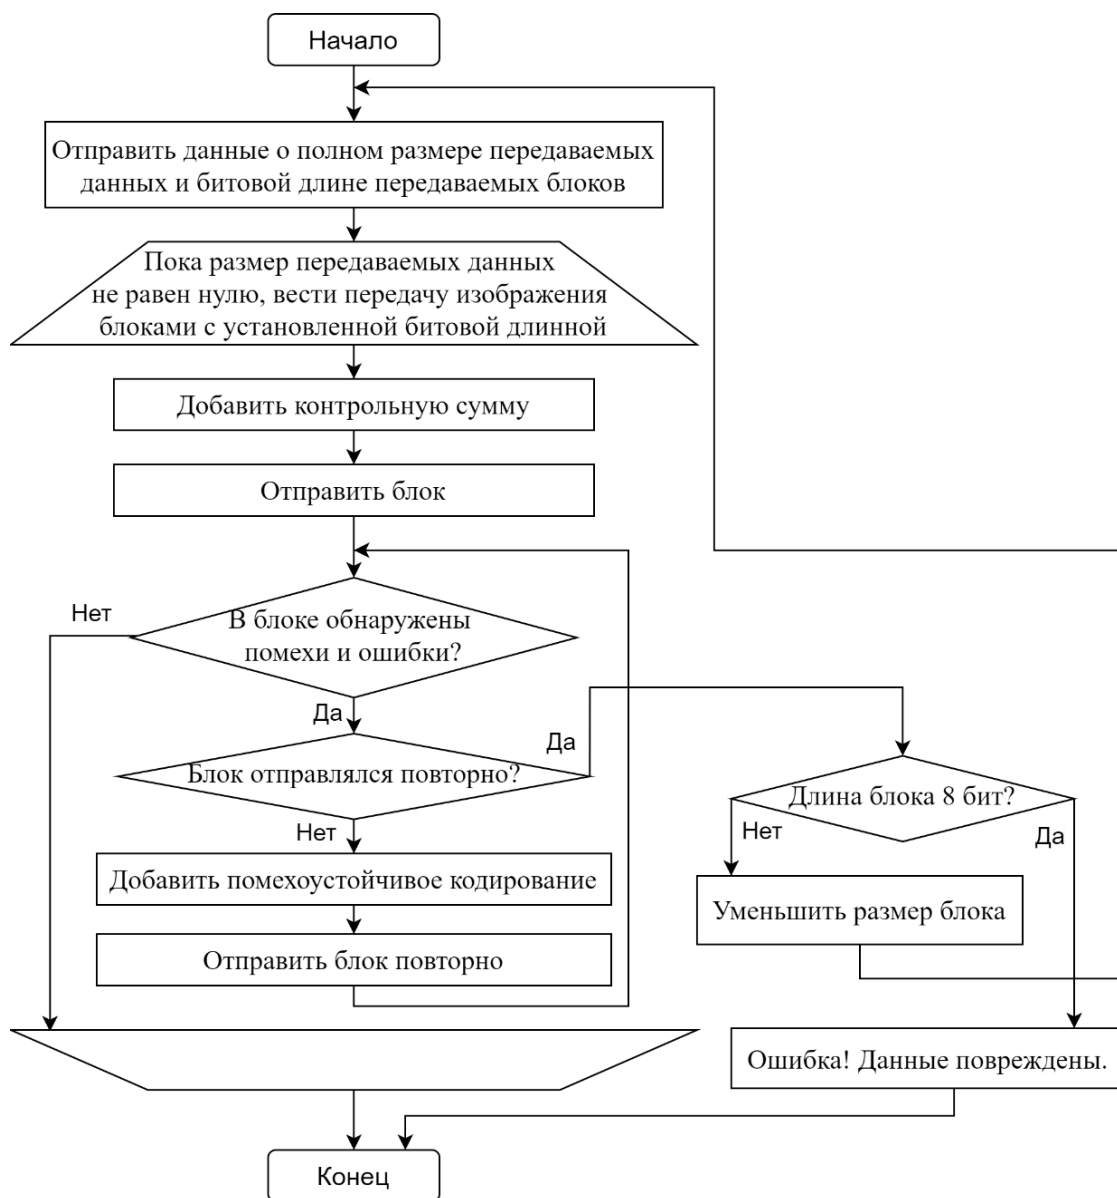 Начало
Отправить данные о полном размере передаваемых
данных и битовой длине передаваемых блоков
Пока размер передаваемых данных
не равен нулю, вести передачу изображения
блоками с установленной битовой длинной
Добавить контрольную сумму
Отправить блок
Нет
В блоке обнаружены
помехи и ошибки?
Да
Да
Блок отправлялся повторно?
Длина блока 8 бит?
Нет
Нет
Да
Добавить помехоустойчивое кодирование
Уменьшить размер блока
Отправить блок повторно
Ошибка! Данные повреждены.
Конец